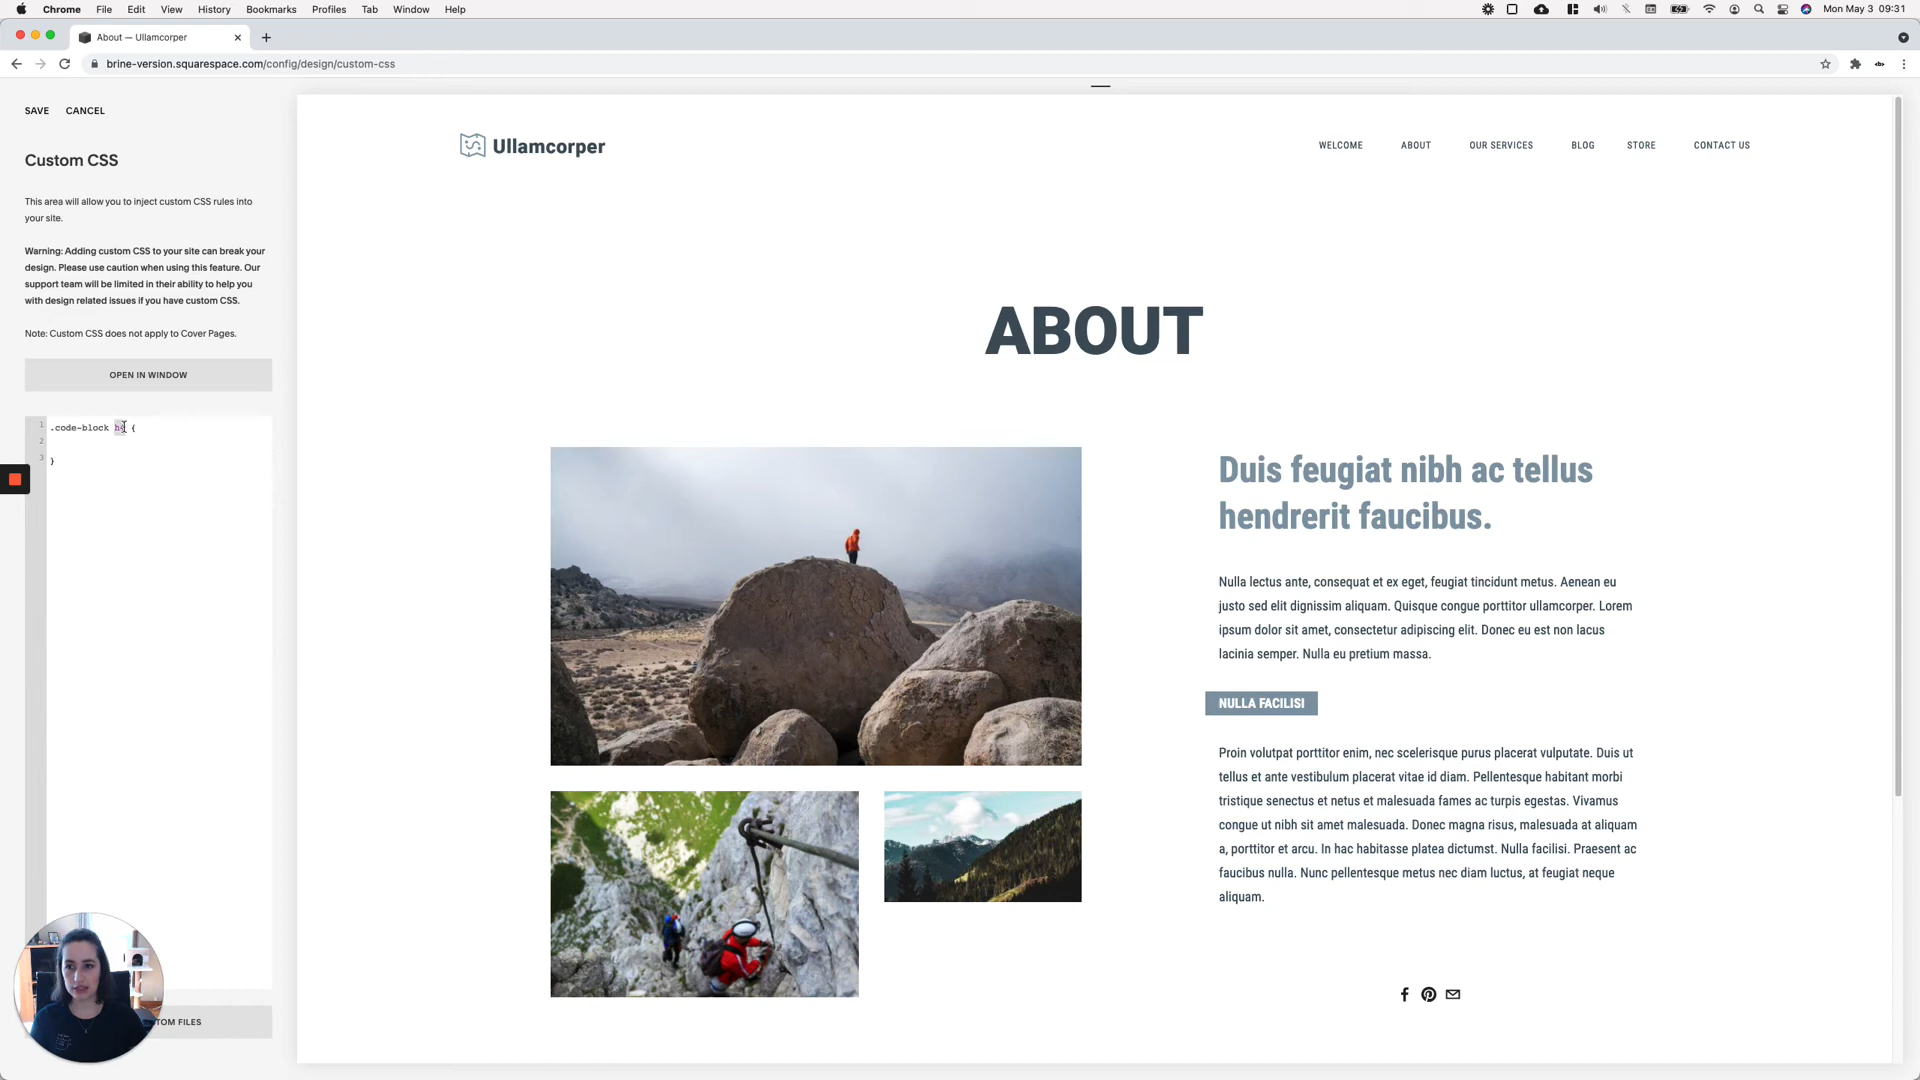 Chrome File Edit View History Bookmarks Profiles Tab Window Help
Mon May 3 09:31
About — Ullamcorper
brine-version.squarespace.com/config/design/custom-css
SAVE CANCEL
Custom CSS
This area will allow you to inject custom CSS rules into
your site.
Warning: Adding custom CSS to your site can break your
design. Please use caution when using this feature. Our
support team will be limited in their ability to help you
with design related issues if you have custom CSS.
Note: Custom CSS does not apply to Cover Pages.
OPEN IN WINDOW
1 .code-block {
2
3 }
TOM FILES
Ullamcorper
WELCOME ABOUT OUR SERVICES BLOG STORE CONTACT US
ABOUT
Duis feugiat nibh ac tellus
hendrerit faucibus.
Nulla lectus ante, consequat et ex eget, feugiat tincidunt metus. Aenean eu
justo sed elit dignissim aliquam. Quisque congue porttitor ullamcorper. Lorem
ipsum dolor sit amet, consectetur adipiscing elit. Donec eu est non lacus
lacinia semper. Nulla eu pretium massa.
NULLA FACILISI
Proin volutpat porttitor enim, nec scelerisque purus placerat vulputate. Duis ut
tellus et ante vestibulum placerat vitae id diam. Pellentesque habitant morbi
tristique senectus et netus et malesuada fames ac turpis egestas. Vivamus
congue ut nibh sit amet malesuada. Donec magna risus, malesuada at aliquam
a, porttitor et arcu. In hac habitasse platea dictumst. Nulla facilisi. Praesent ac
faucibus nulla. Nunc pellentesque metus nec diam luctus, at feugiat neque
aliquam.